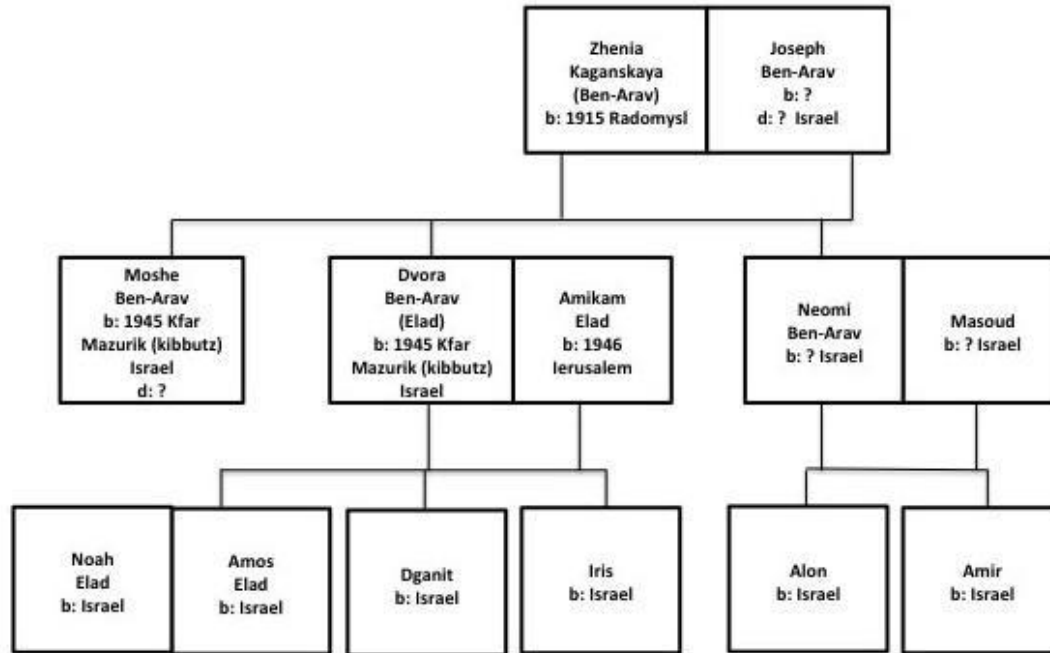 Zhenia
Kaganskaya
(Ben-Arav)
b: 1915 Radomysl
Joseph
Ben-Arav
b: ?
d: ? Israel
Moshe
Ben-Arav
b: 1945 Kfar
Mazurik (kibbutz)
Israel
d: ?
Dvora
Ben-Arav
(Elad)
b: 1945 Kfar
Mazurik (kibbutz)
Israel
Amikam
Elad
b: 1946
Ierusalem
Neomi
Ben-Arav
b: ? Israel
Masoud
b: ? Israel
Noah
Elad
b: Israel
Amos
Elad
b: Israel
Dganit
b: Israel
Iris
b: Israel
Alon
b: Israel
Amir
b: Israel